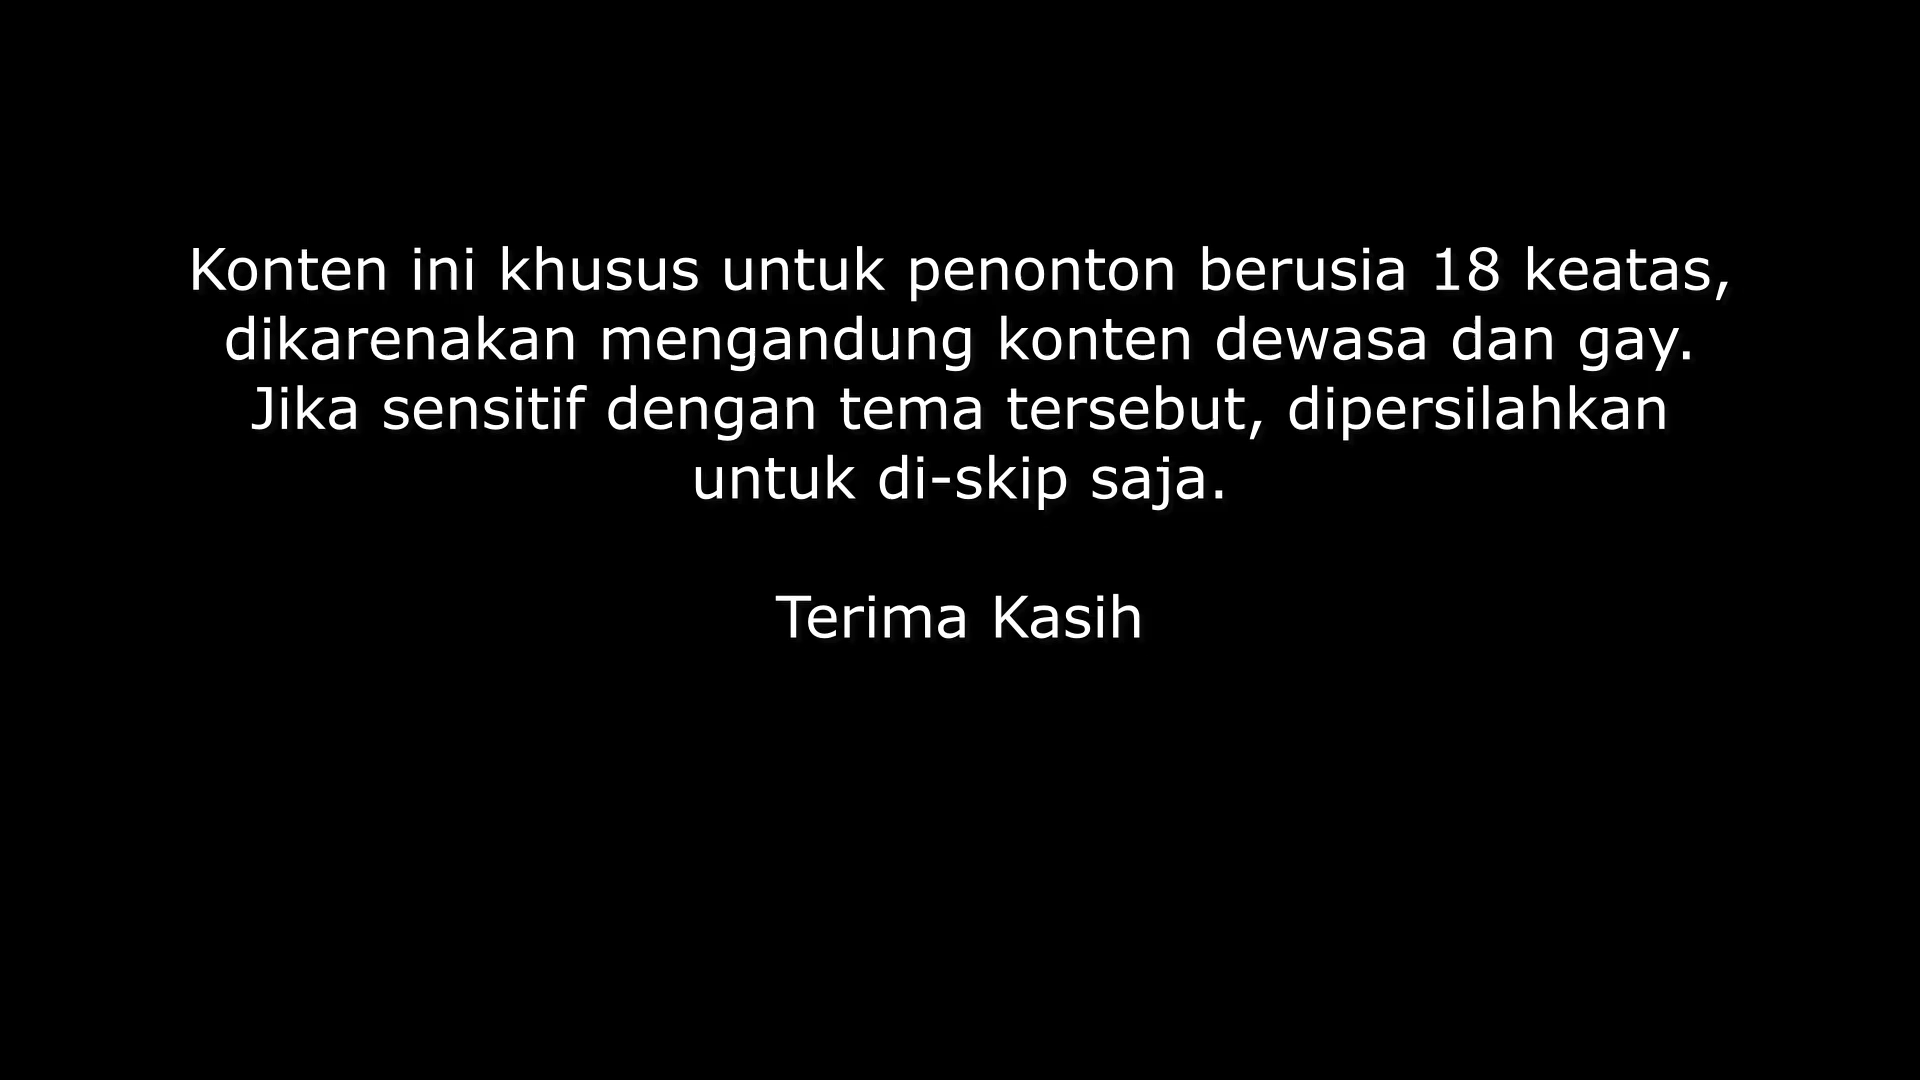 Konten ini khusus untuk penonton berusia 18 keatas,
dikarenakan mengandung konten dewasa dan gay.
Jika sensitif dengan tema tersebut, dipersilahkan
untuk di-skip saja.
Terima Kasih